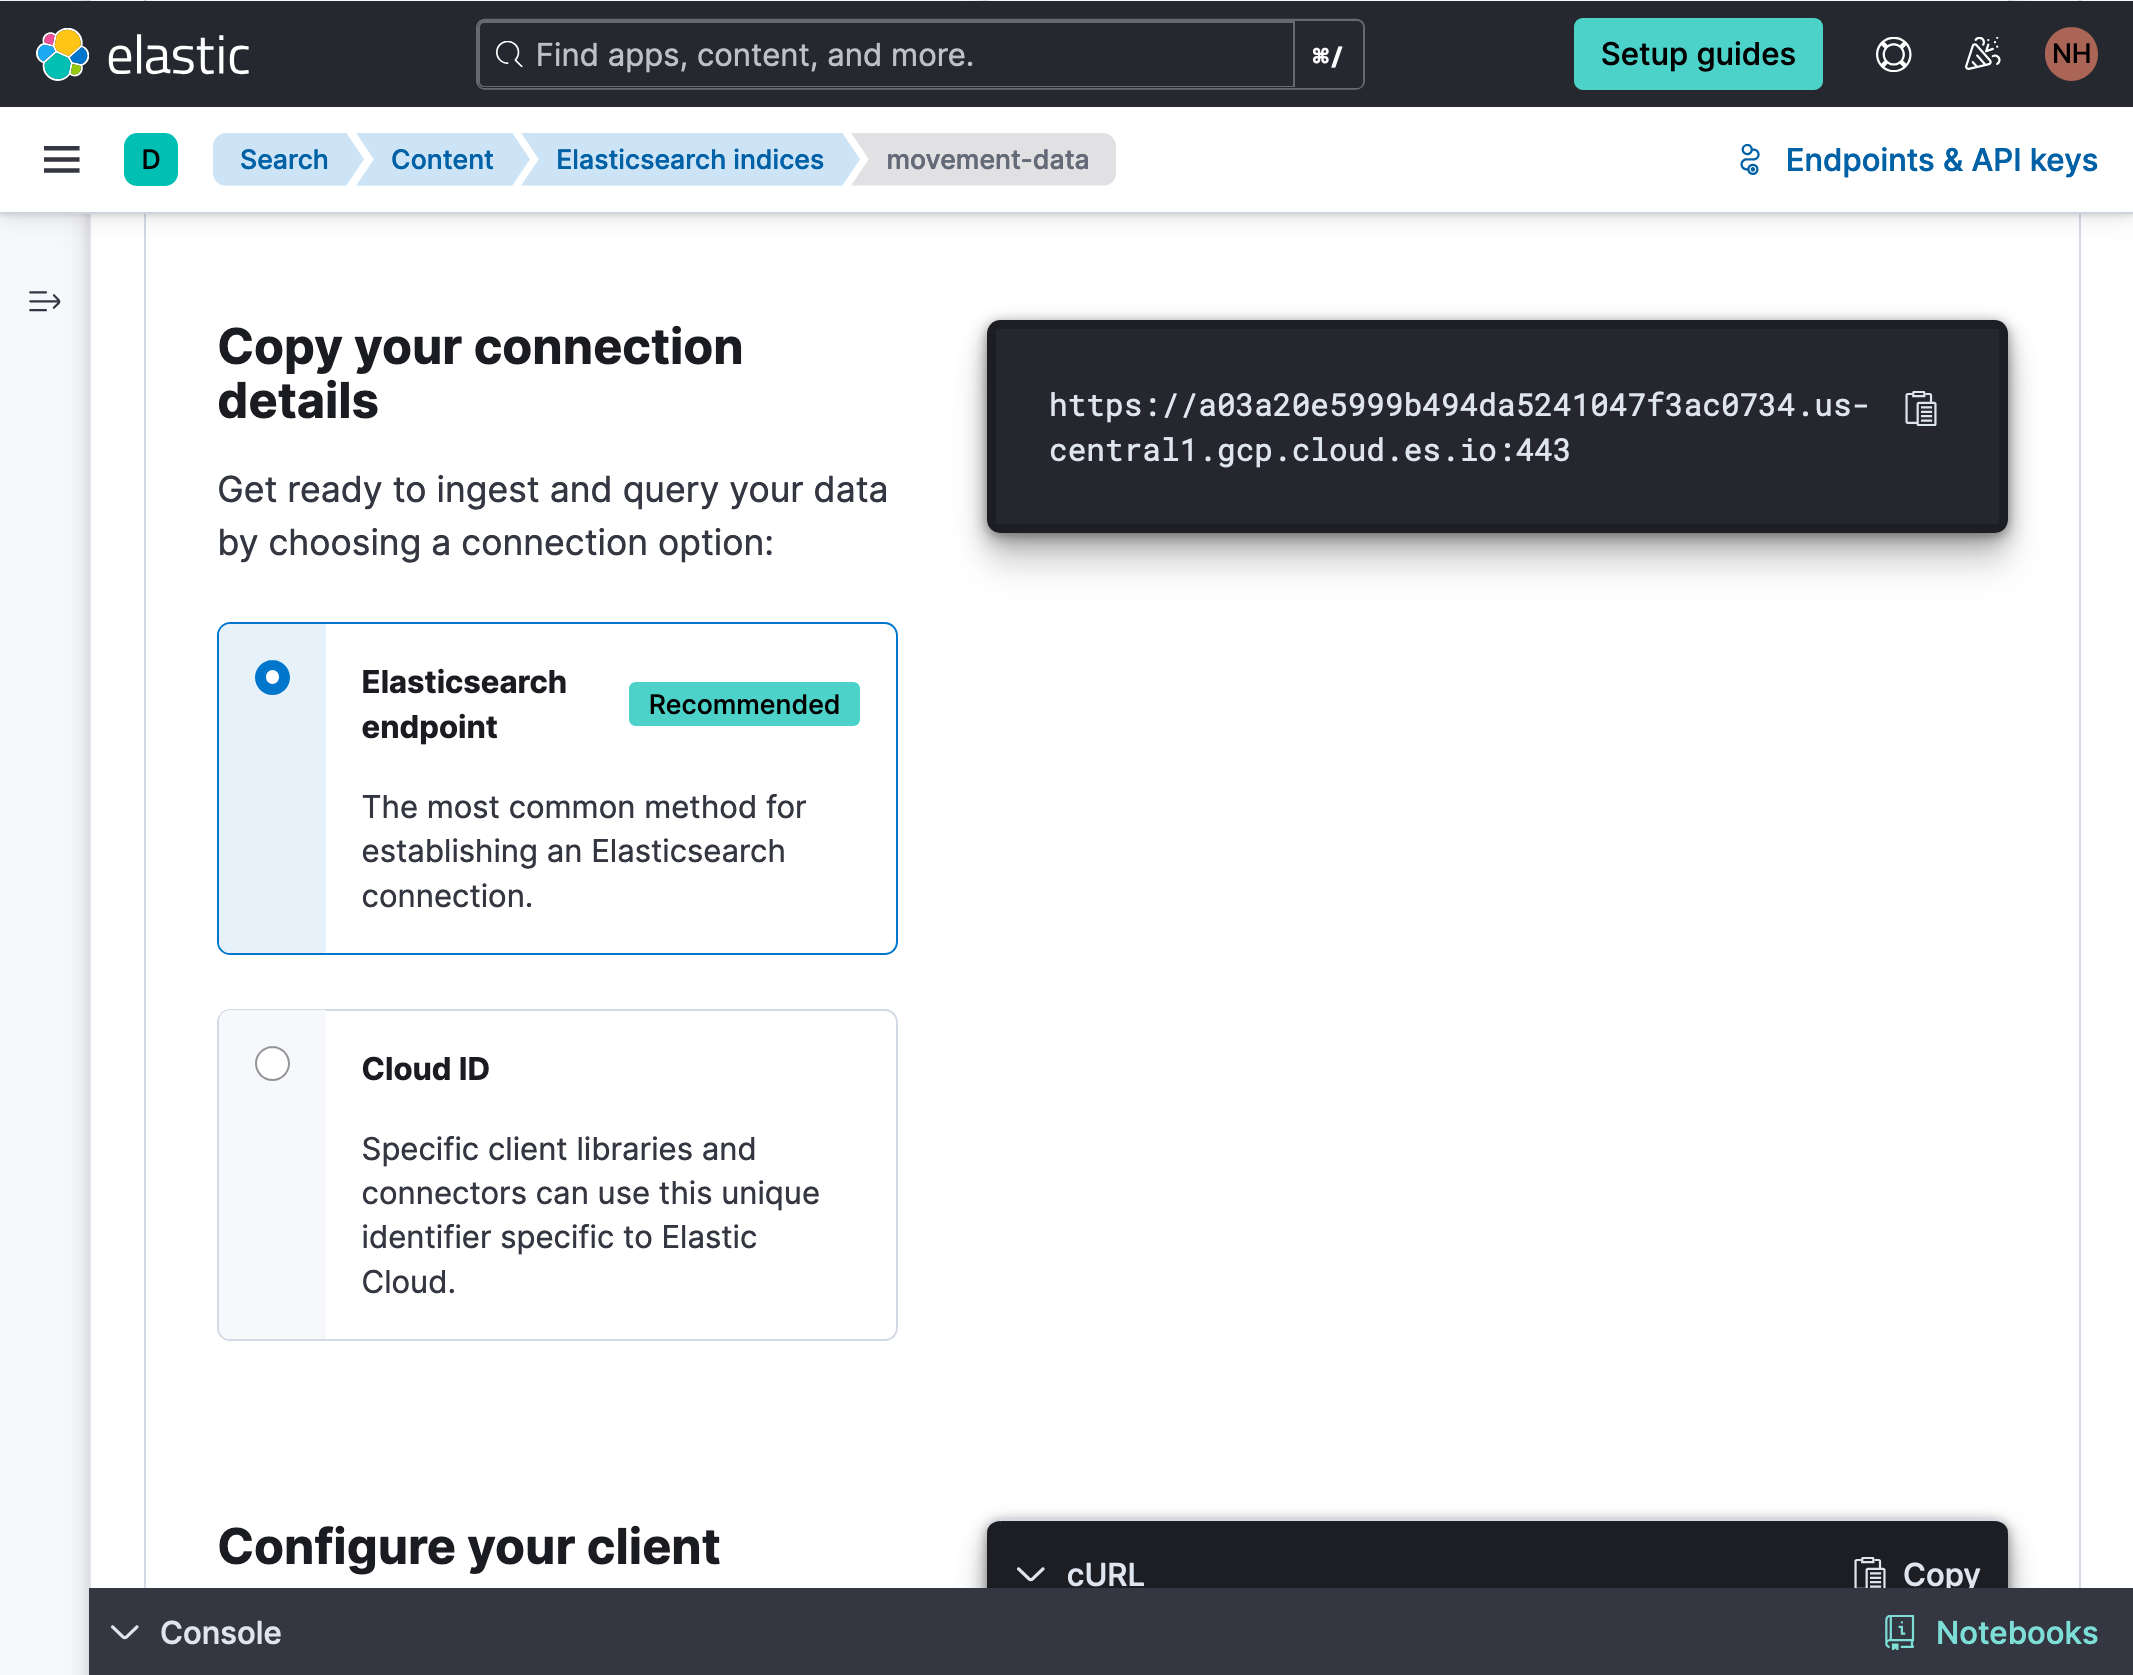 elastic
Find apps, content, and more.
⌘/
Setup guides
NH
D
Search
Content
Elasticsearch indices
movement-data
Endpoints & API keys
Copy your connection
details
Get ready to ingest and query your data
by choosing a connection option:
https://a03a20e5999b494da5241047f3ac0734.us-
central1.gcp.cloud.es.io:443
Elasticsearch
endpoint
Recommended
The most common method for
establishing an Elasticsearch
connection.
Cloud ID
Specific client libraries and
connectors can use this unique
identifier specific to Elastic
Cloud.
Configure your client
cURL
Copy
Console
Notebooks